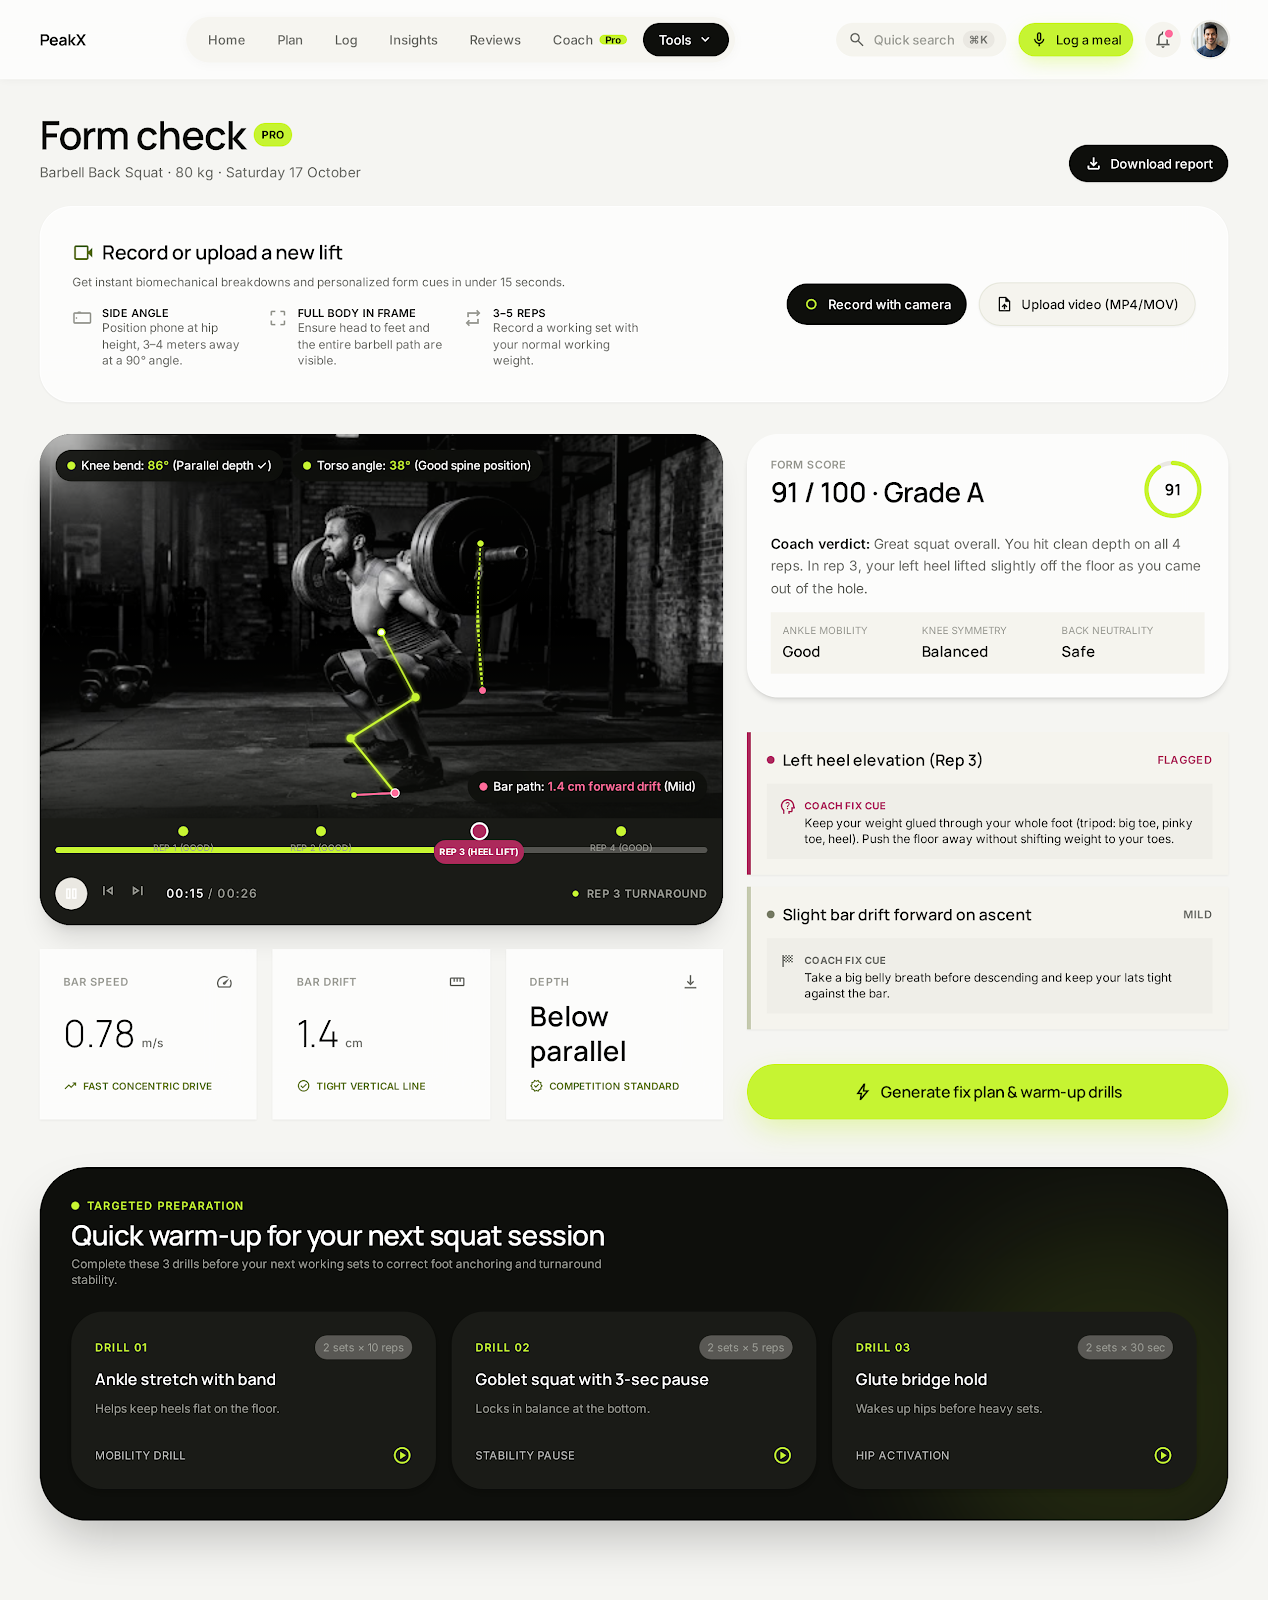 PeakX
Home
Plan
Log
Insights
Reviews
Coach Pro
Tools
Quick search ⌘K
Log a meal
Form check PRO
Barbell Back Squat · 80 kg · Saturday 17 October
Download report
Record or upload a new lift
Get instant biomechanical breakdowns and personalized form cues in under 15 seconds.
SIDE ANGLE
Position phone at hip
height, 3–4 meters away
at a 90° angle.
FULL BODY IN FRAME
Ensure head to feet and
the entire barbell path are
visible.
3–5 REPS
Record a working set with
your normal working
weight.
Record with camera
Upload video (MP4/MOV)
Knee bend: 86° (Parallel depth ✓)
Torso angle: 38° (Good spine position)
Bar path: 1.4 cm forward drift (Mild)
REP 1 (GOOD)
REP 2 (GOOD)
REP 3 (HEEL LIFT)
REP 4 (GOOD)
00:15 / 00:26
REP 3 TURNAROUND
FORM SCORE
91 / 100 · Grade A
91
Coach verdict: Great squat overall. You hit clean depth on all 4
reps. In rep 3, your left heel lifted slightly off the floor as you came
out of the hole.
ANKLE MOBILITY
Good
KNEE SYMMETRY
Balanced
BACK NEUTRALITY
Safe
Left heel elevation (Rep 3)
FLAGGED
COACH FIX CUE
Keep your weight glued through your whole foot (tripod: big toe, pinky
toe, heel). Push the floor away without shifting weight to your toes.
Slight bar drift forward on ascent
MILD
COACH FIX CUE
Take a big belly breath before descending and keep your lats tight
against the bar.
BAR SPEED
0.78 m/s
FAST CONCENTRIC DRIVE
BAR DRIFT
1.4 cm
TIGHT VERTICAL LINE
DEPTH
Below
parallel
COMPETITION STANDARD
Generate fix plan & warm-up drills
TARGETED PREPARATION
Quick warm-up for your next squat session
Complete these 3 drills before your next working sets to correct foot anchoring and turnaround
stability.
DRILL 01
2 sets × 10 reps
Ankle stretch with band
Helps keep heels flat on the floor.
MOBILITY DRILL
DRILL 02
2 sets × 5 reps
Goblet squat with 3-sec pause
Locks in balance at the bottom.
STABILITY PAUSE
DRILL 03
2 sets × 30 sec
Glute bridge hold
Wakes up hips before heavy sets.
HIP ACTIVATION